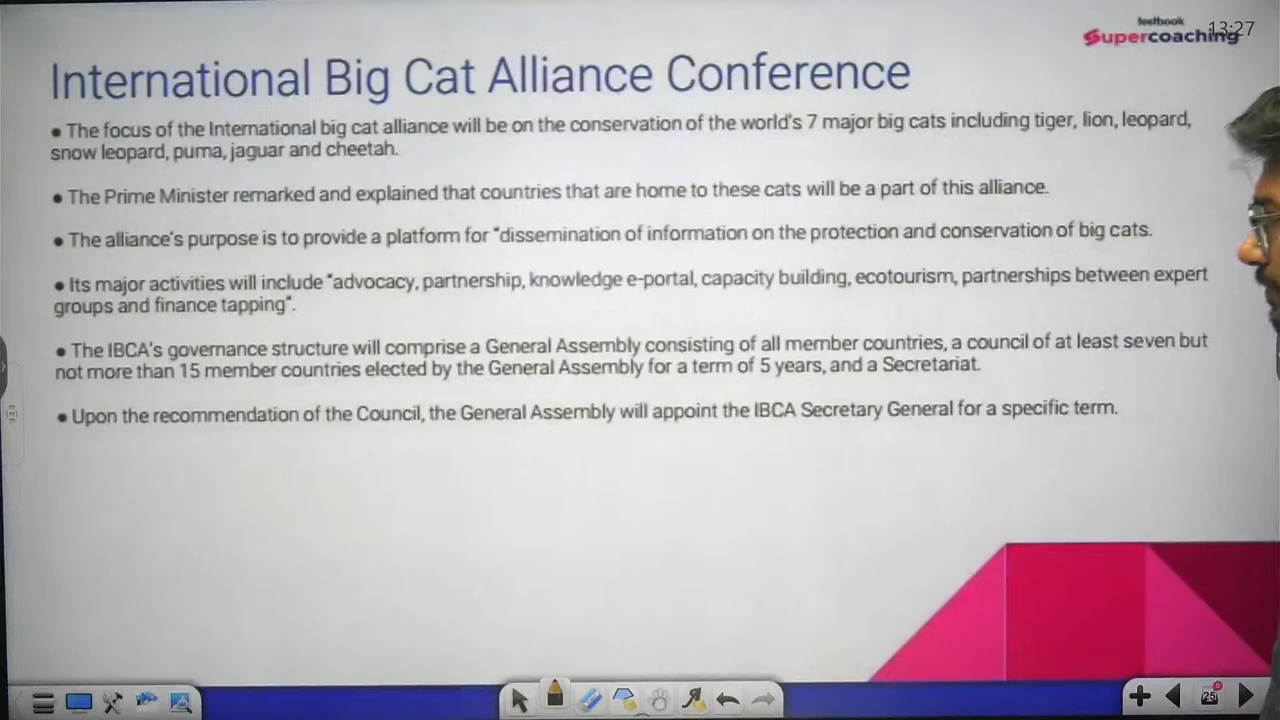 testbook
Supercoaching
13:27
International Big Cat Alliance Conference
● The focus of the International big cat alliance will be on the conservation of the world's 7 major big cats including tiger, lion, leopard,
snow leopard, puma, jaguar and cheetah.
● The Prime Minister remarked and explained that countries that are home to these cats will be a part of this alliance.
● The alliance's purpose is to provide a platform for "dissemination of information on the protection and conservation of big cats.
● Its major activities will include "advocacy, partnership, knowledge e-portal, capacity building, ecotourism, partnerships between expert
groups and finance tapping".
● The IBCA's governance structure will comprise a General Assembly consisting of all member countries, a council of at least seven but
not more than 15 member countries elected by the General Assembly for a term of 5 years, and a Secretariat.
● Upon the recommendation of the Council, the General Assembly will appoint the IBCA Secretary General for a specific term.
25